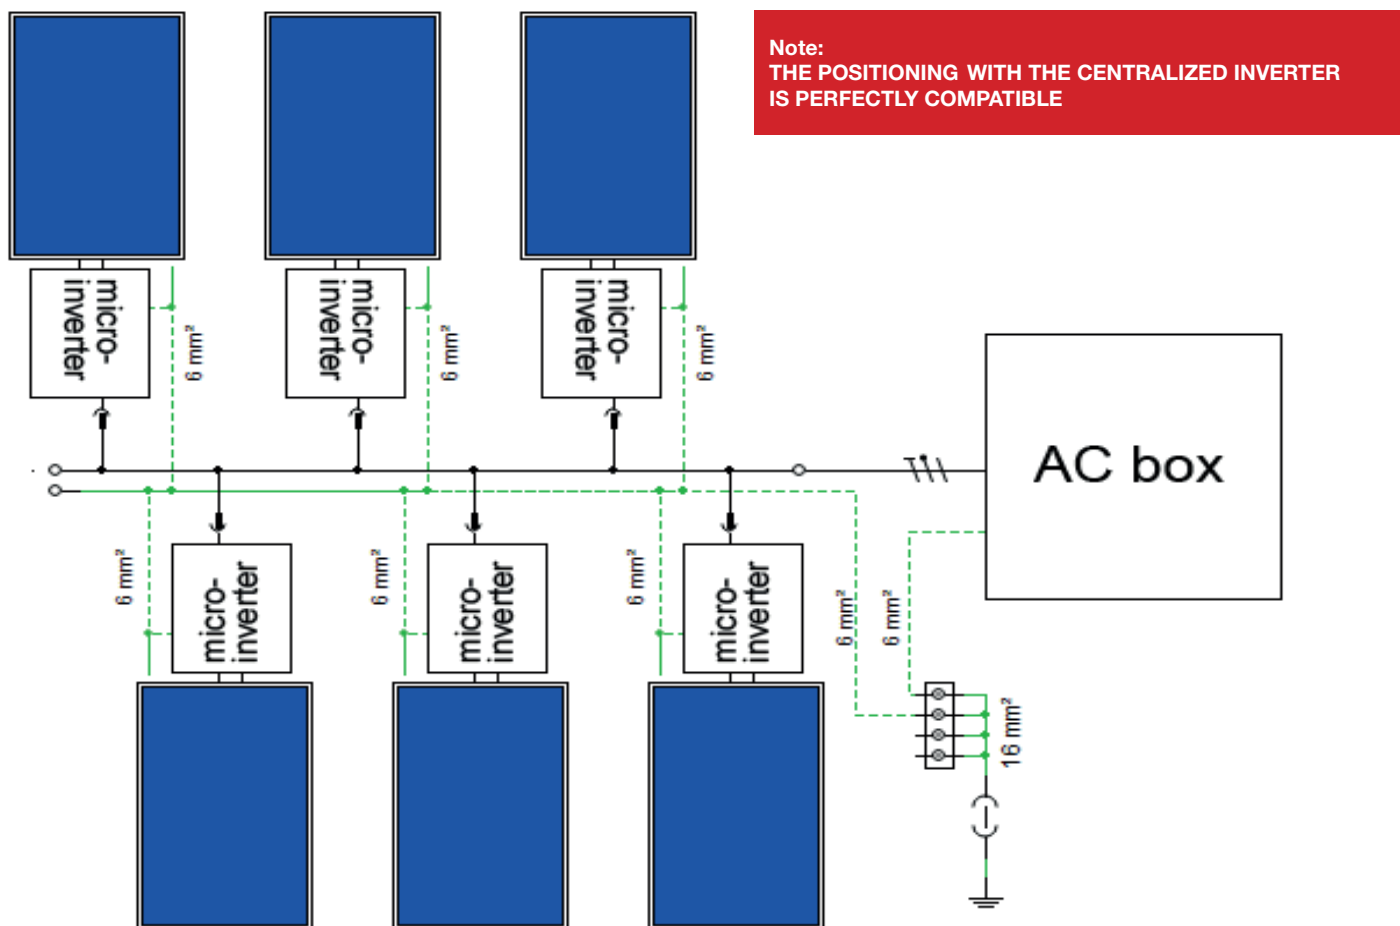 Note:
THE POSITIONING WITH THE CENTRALIZED INVERTER
IS PERFECTLY COMPATIBLE
micro-
inverter
6 mm²
micro-
inverter
6 mm²
micro-
inverter
6 mm²
AC box
6 mm²
micro-
inverter
6 mm²
micro-
inverter
6 mm²
micro-
inverter
6 mm²
6 mm²
16 mm²